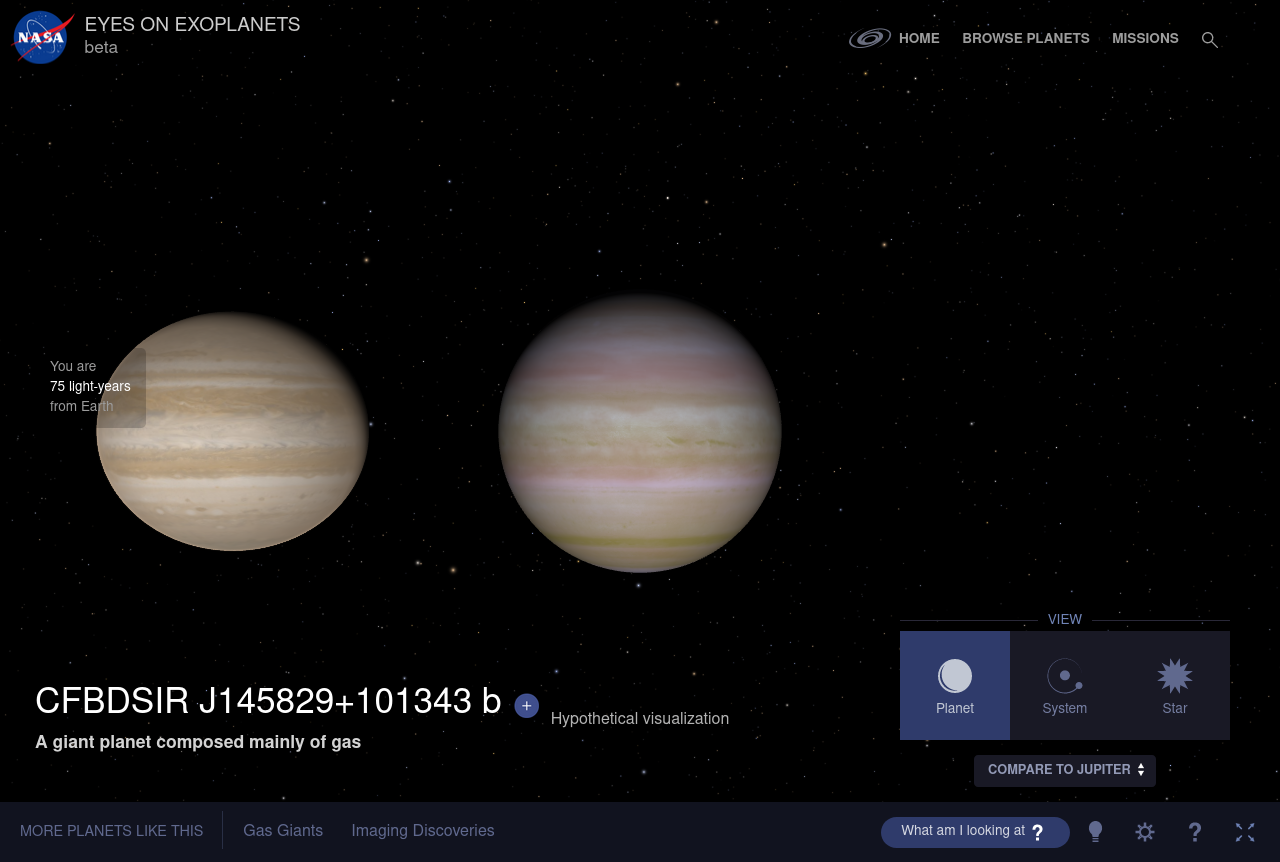 NASA
EYES ON EXOPLANETS
beta
HOME
BROWSE PLANETS
MISSIONS
You are
75 light-years
from Earth
VIEW
Planet
System
Star
CFBDSIR J145829+101343 b
+
Hypothetical visualization
A giant planet composed mainly of gas
COMPARE TO JUPITER
MORE PLANETS LIKE THIS
Gas Giants
Imaging Discoveries
What am I looking at ?
?